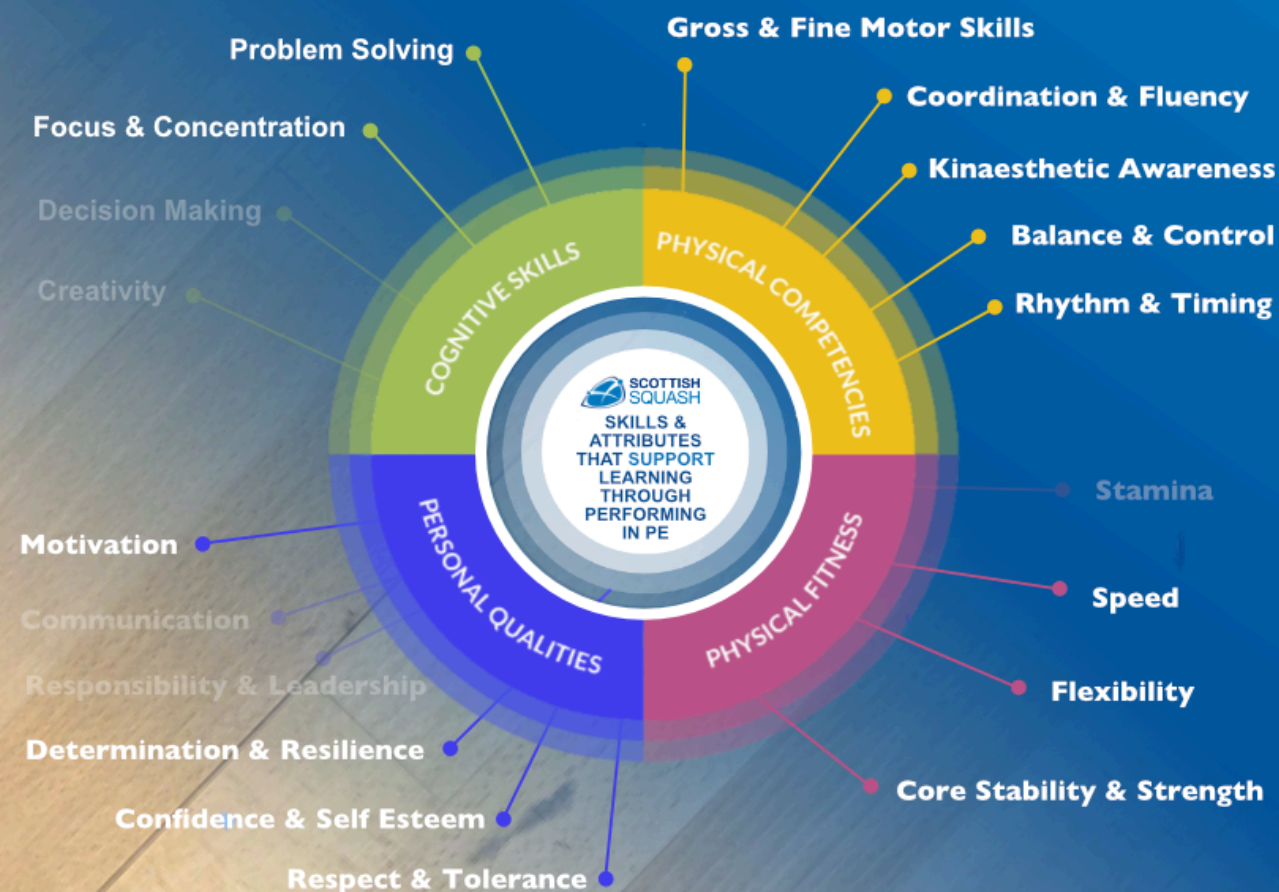 Problem Solving
Focus & Concentration
Decision Making
Creativity
COGNITIVE SKILLS
Gross & Fine Motor Skills
Coordination & Fluency
Kinaesthetic Awareness
Balance & Control
Rhythm & Timing
PHYSICAL COMPETENCIES
SCOTTISH
SQUASH
SKILLS &
ATTRIBUTES
THAT SUPPORT
LEARNING
THROUGH
PERFORMING
IN PE
PERSONAL QUALITIES
Motivation
Communication
Responsibility & Leadership
Determination & Resilience
Confidence & Self Esteem
Respect & Tolerance
PHYSICAL FITNESS
Stamina
Speed
Flexibility
Core Stability & Strength